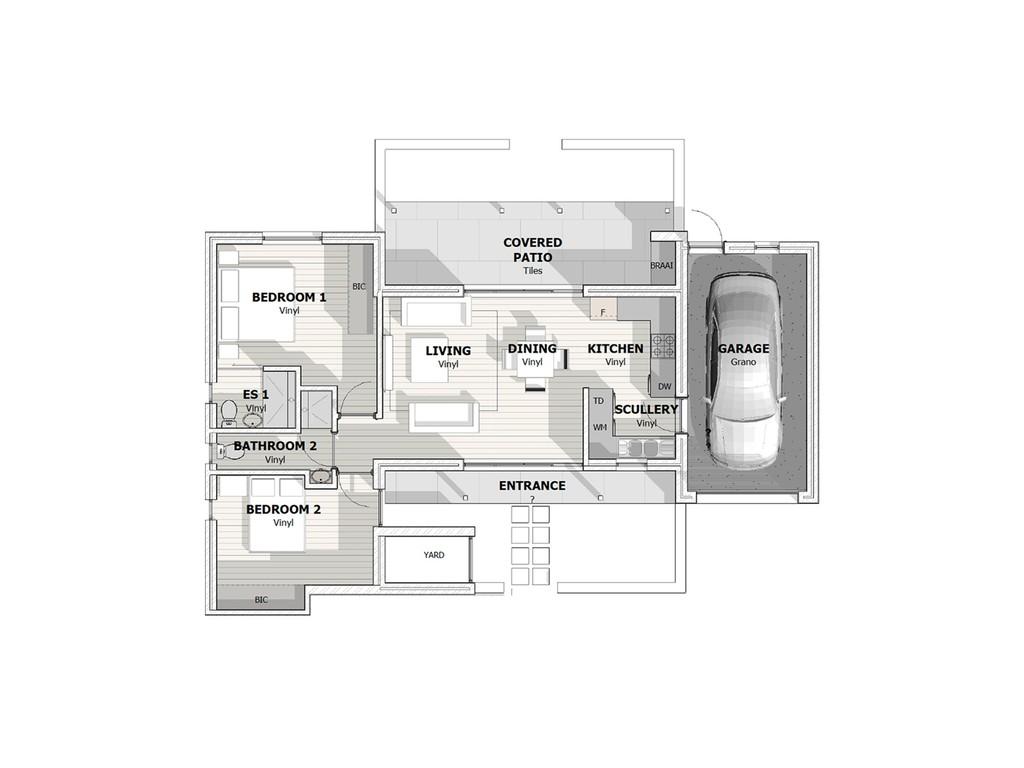 COVERED
PATIO
Tiles
BRAAI
BEDROOM 1
Vinyl
BIC
F
LIVING
Vinyl
DINING
Vinyl
KITCHEN
Vinyl
GARAGE
Grano
DW
ES 1
Vinyl
TD
SCULLERY
Vinyl
WM
BATHROOM 2
Vinyl
ENTRANCE
?
BEDROOM 2
Vinyl
YARD
BIC